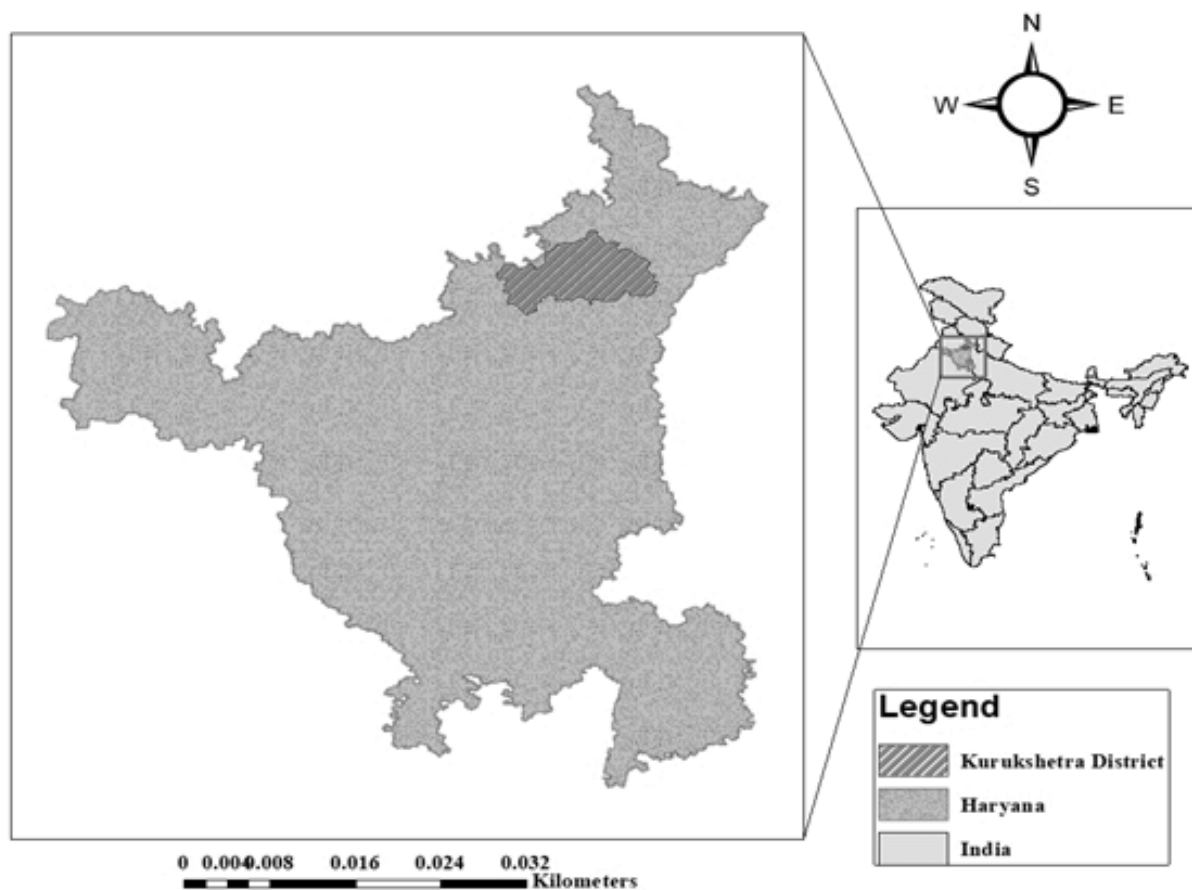 N
W E
S
Legend
Kurukshetra District
Haryana
India
0 0.004 0.008 0.016 0.024 0.032
Kilometers